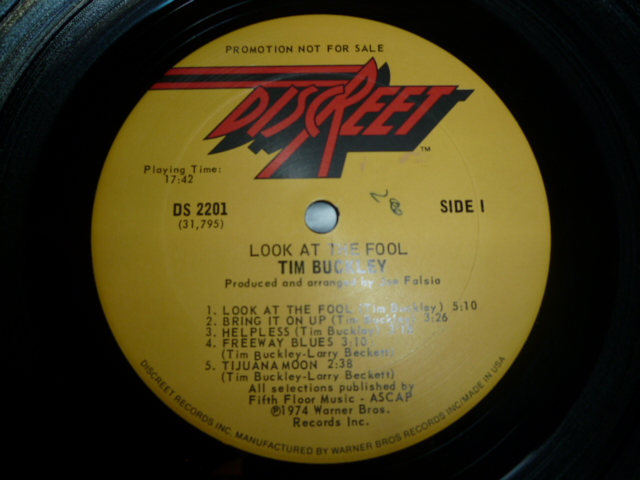 PROMOTION NOT FOR SALE
DISCREET
TM
Playing Time:
17:42
DS 2201
(31,795)
SIDE I
LOOK AT THE FOOL
TIM BUCKLEY
Produced and arranged by Joe Falsia
1. LOOK AT THE FOOL (Tim Buckley) 5:10
2. BRING IT ON UP (Tim Buckley) 3:26
3. HELPLESS (Tim Buckley)
4. FREEWAY BLUES 3:10
(Tim Buckley-Larry Beckett)
5. TIJUANA MOON 2:38
(Tim Buckley-Larry Beckett)
All selections published by
Fifth Floor Music - ASCAP
℗1974 Warner Bros.
Records Inc.
DISCREET RECORDS INC. MANUFACTURED BY WARNER BROS RECORDS INC·MADE IN USA